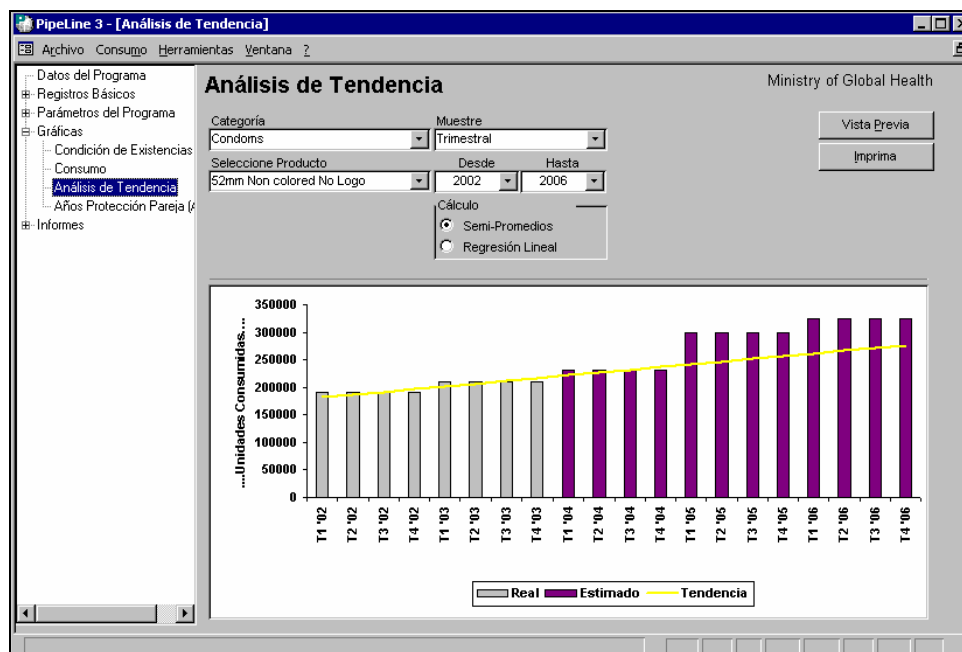 PipeLine 3 - [Análisis de Tendencia]
Archivo Consumo Herramientas Ventana ?
Datos del Programa
Registros Básicos
Parámetros del Programa
Gráficas
Condición de Existencias
Consumo
Análisis de Tendencia
Años Protección Pareja (A
Informes
Análisis de Tendencia
Ministry of Global Health
Categoría
Muestre
Condoms
Trimestral
Vista Previa
Imprima
Seleccione Producto
Desde
Hasta
52mm Non colored No Logo
2002
2006
Cálculo
Semi-Promedios
Regresión Lineal
....Unidades Consumidas....
350000
300000
250000
200000
150000
100000
50000
0
T1 '02
T2 '02
T3 '02
T4 '02
T1 '03
T2 '03
T3 '03
T4 '03
T1 '04
T2 '04
T3 '04
T4 '04
T1 '05
T2 '05
T3 '05
T4 '05
T1 '06
T2 '06
T3 '06
T4 '06
Real Estimado Tendencia